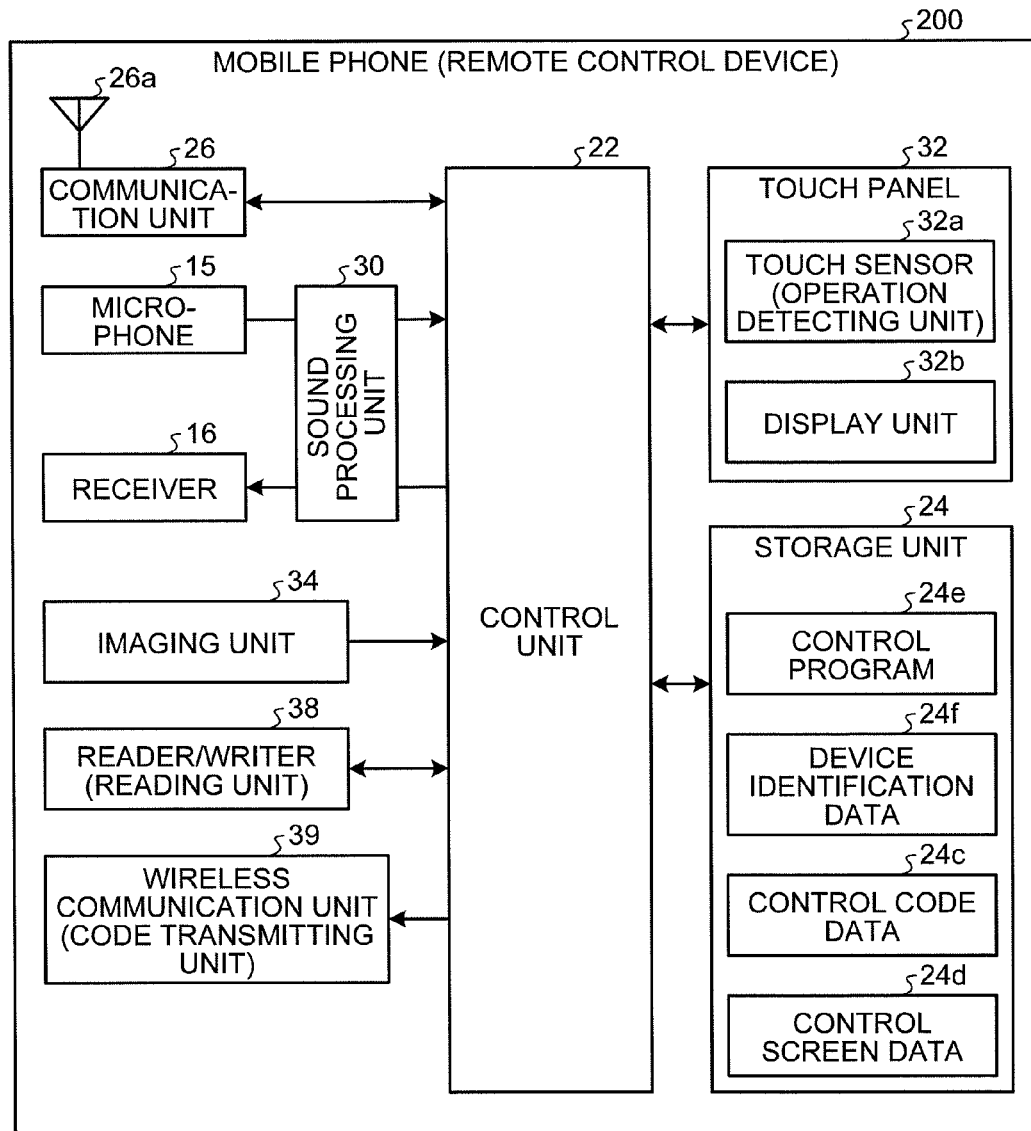 200
MOBILE PHONE (REMOTE CONTROL DEVICE)
26a
26
COMMUNICA-
TION UNIT
15
MICRO-
PHONE
30
SOUND
PROCESSING
UNIT
16
RECEIVER
34
IMAGING UNIT
38
READER/WRITER
(READING UNIT)
39
WIRELESS
COMMUNICATION UNIT
(CODE TRANSMITTING
UNIT)
22
CONTROL
UNIT
32
TOUCH PANEL
32a
TOUCH SENSOR
(OPERATION
DETECTING UNIT)
32b
DISPLAY UNIT
24
STORAGE UNIT
24e
CONTROL
PROGRAM
24f
DEVICE
IDENTIFICATION
DATA
24c
CONTROL CODE
DATA
24d
CONTROL
SCREEN DATA